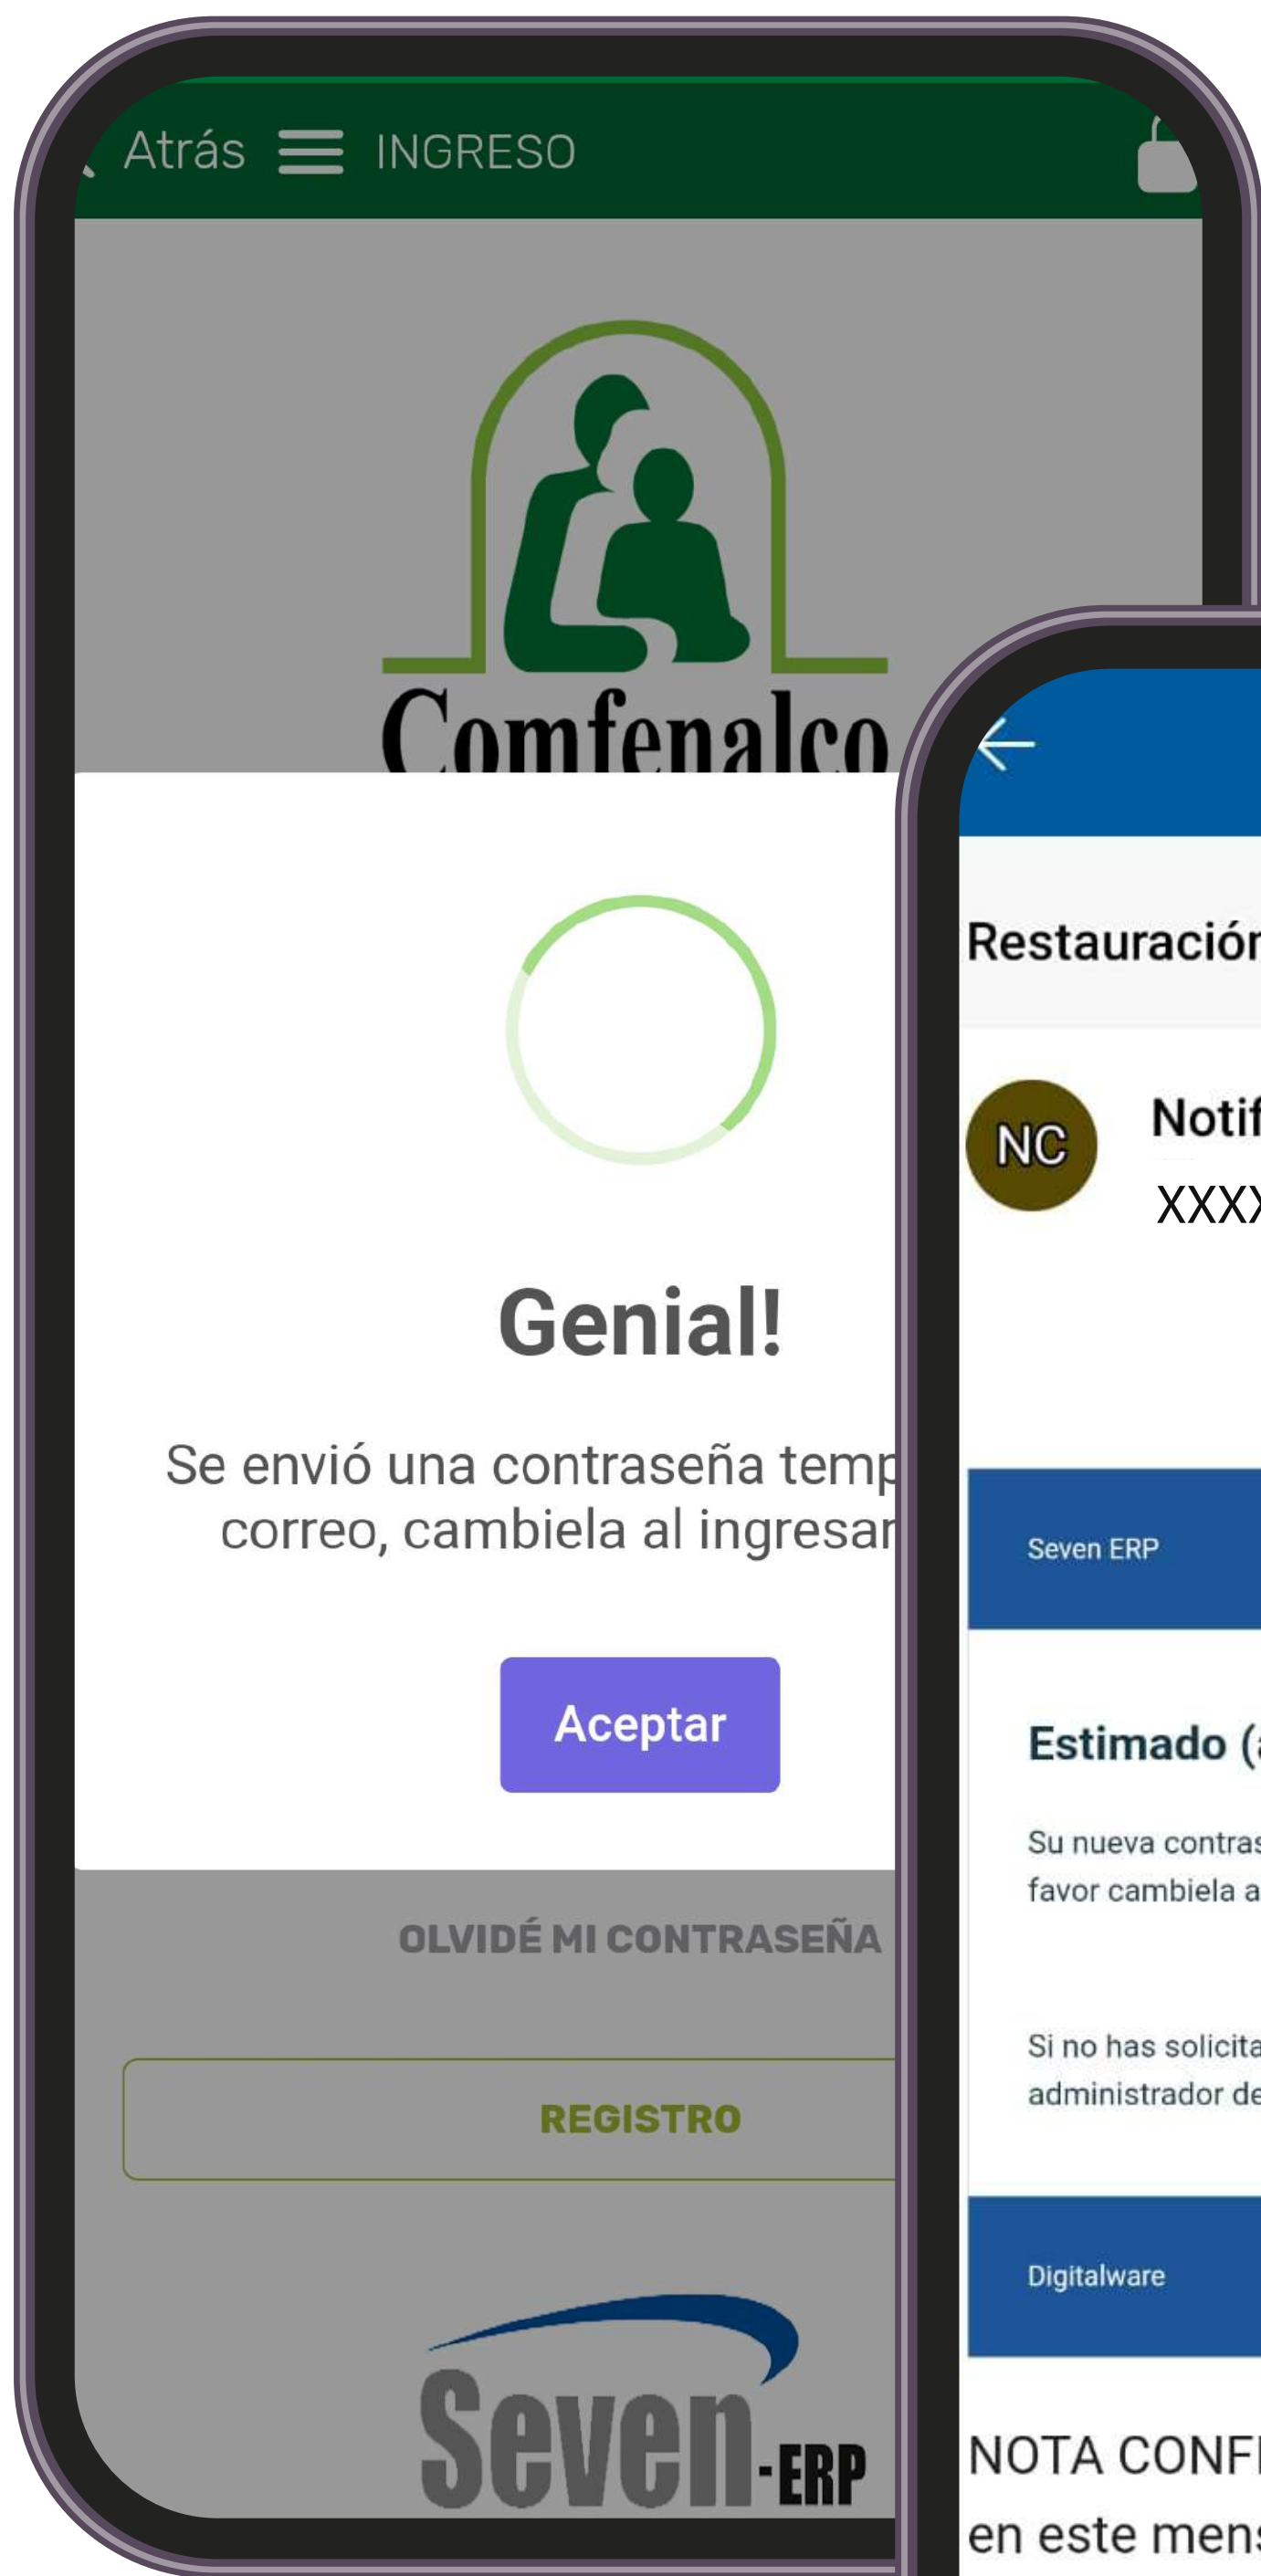 Atrás INGRESO
Comfenalco
Genial!
Se envió una contraseña temp
correo, cambiela al ingresar
Aceptar
OLVIDÉ MI CONTRASEÑA
REGISTRO
Seven-ERP
Restauración
NC
Notif
XXXX
Seven ERP
Estimado (a
Su nueva contras
favor cambiela a
Si no has solicita
administrador de
Digitalware
NOTA CONFI
en este mens